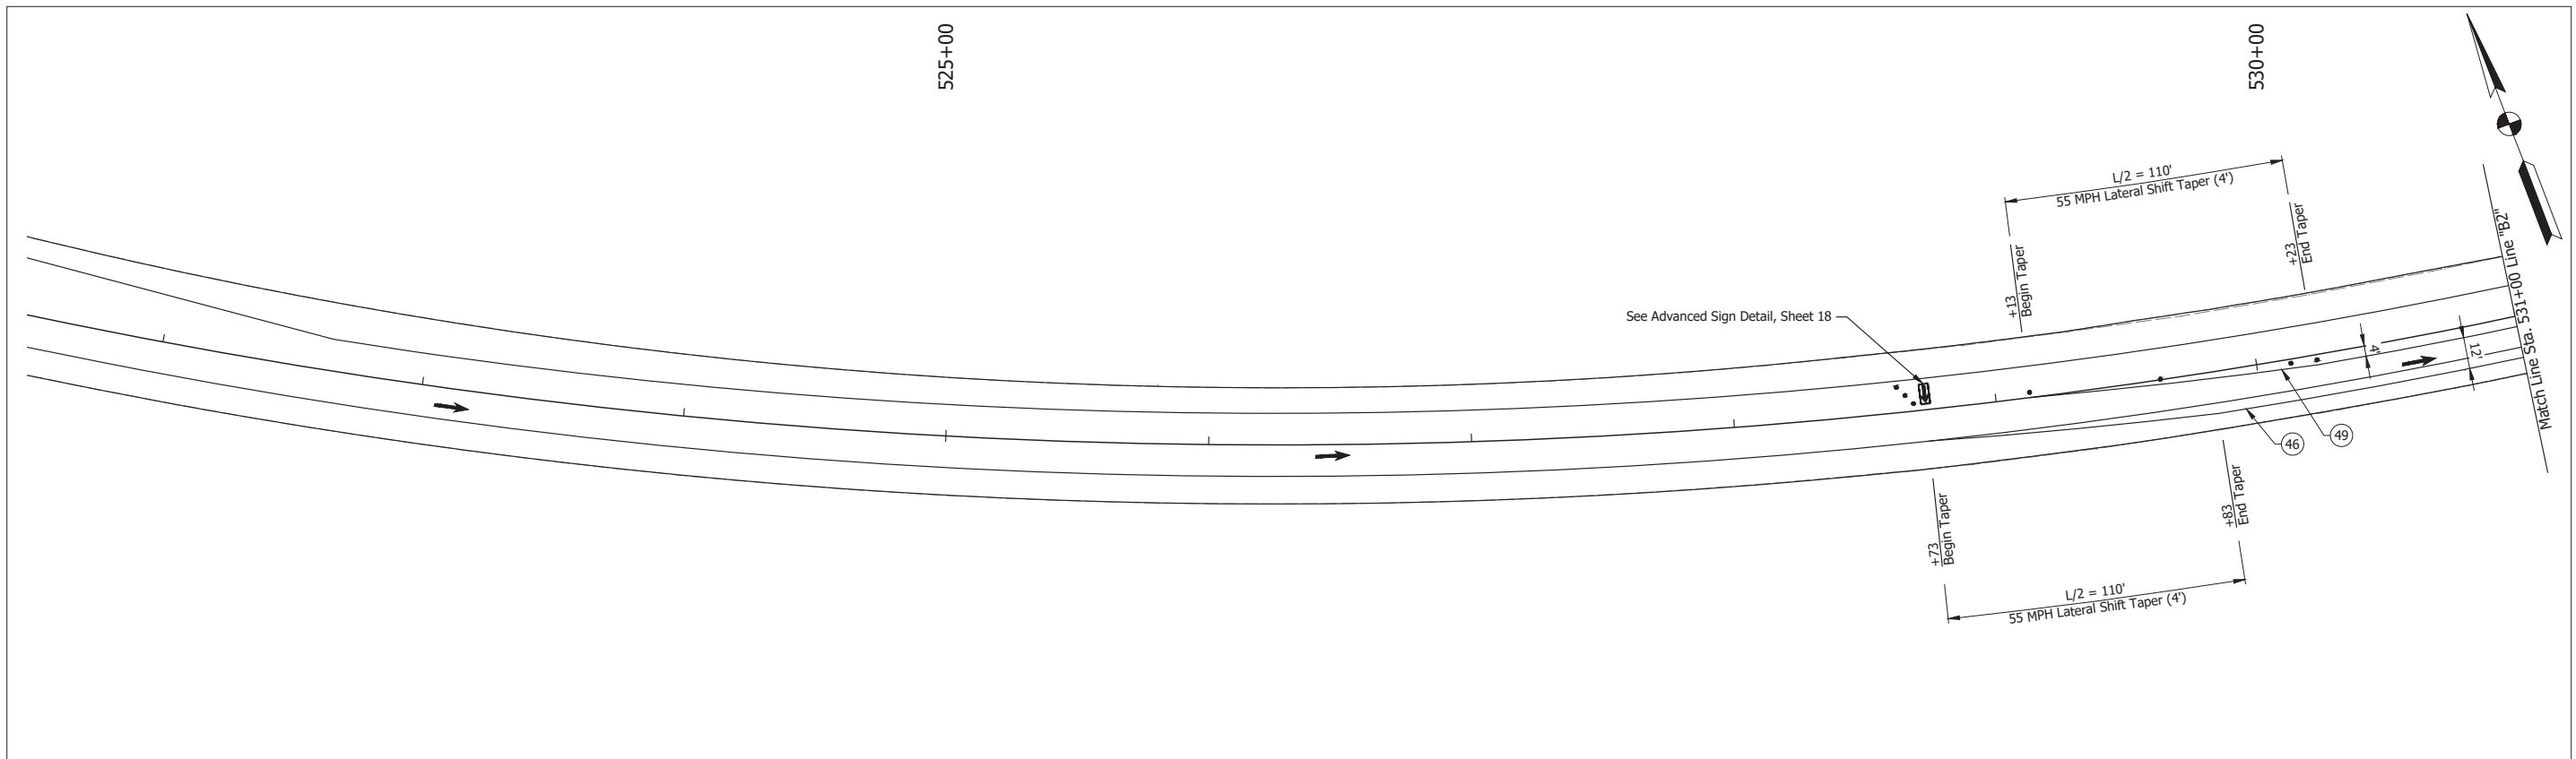 525+00
530+00
L/2 = 110'
55 MPH Lateral Shift Taper (4')
+13
Begin Taper
+23
End Taper
Match Line Sta. 531+00 Line "B2"
See Advanced Sign Detail, Sheet 18
4'
12'
46
49
+73
Begin Taper
+83
End Taper
L/2 = 110'
55 MPH Lateral Shift Taper (4')